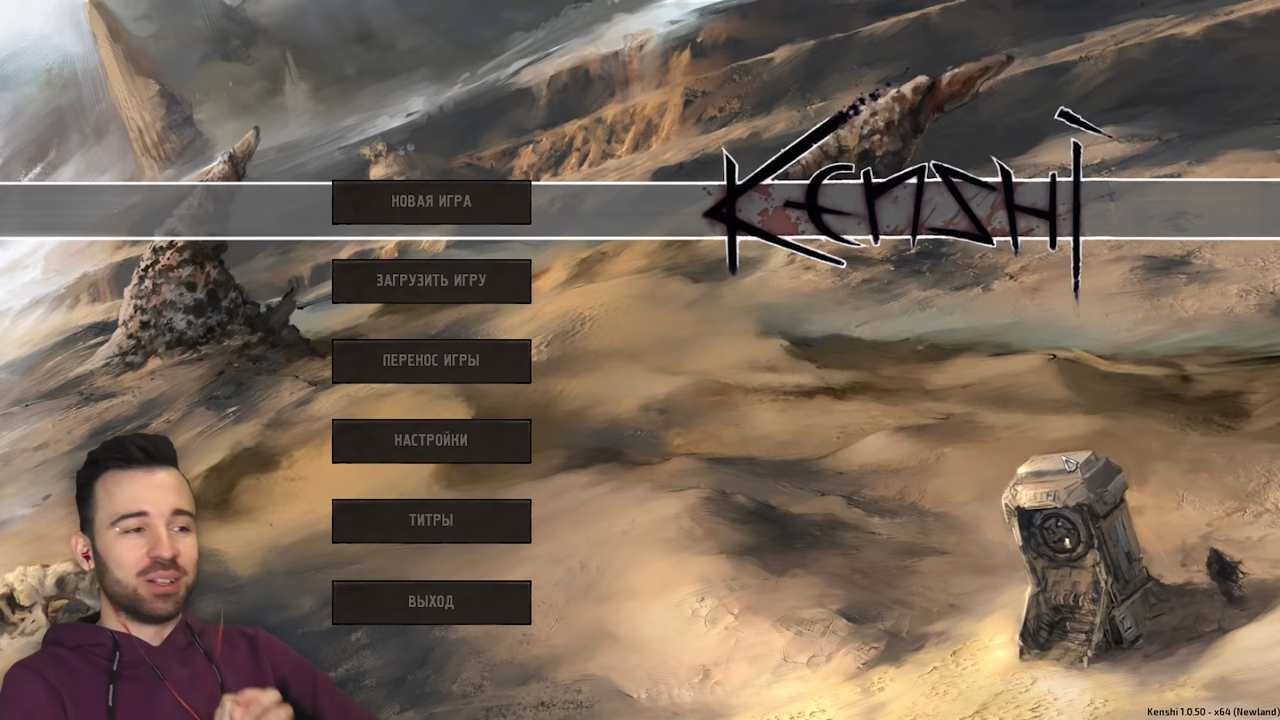 KENSHI
НОВАЯ ИГРА
ЗАГРУЗИТЬ ИГРУ
ПЕРЕНОС ИГРЫ
НАСТРОЙКИ
ТИТРЫ
ВЫХОД
Kenshi 1.0.50 - x64 (Newland)